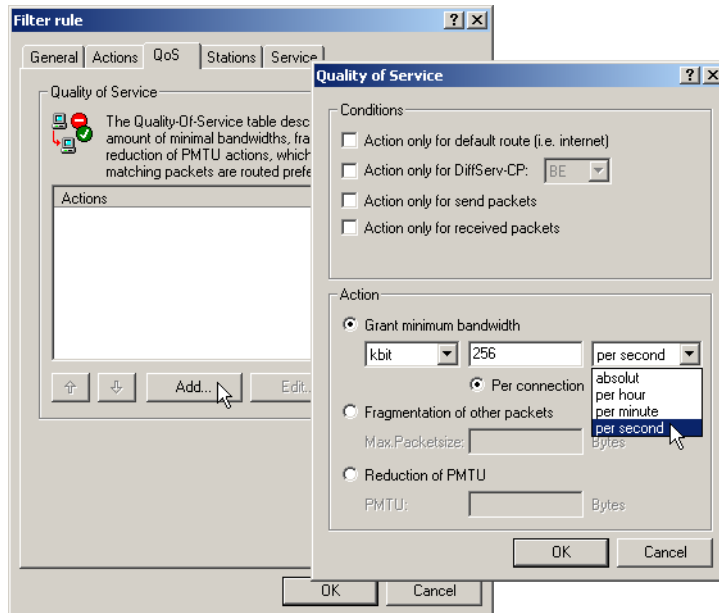 Filter rule
General
Actions
QoS
Stations
Service
Quality of Service
The Quality-Of-Service table desc
amount of minimal bandwidths, fra
reduction of PMTU actions, which
matching packets are routed prefe
Actions
Add...
Edit..
OK
Cancel
Quality of Service
Conditions
Action only for default route (i.e. internet)
Action only for DiffServ-CP:
BE
Action only for send packets
Action only for received packets
Action
Grant minimum bandwidth
kbit
256
per second
absolut
per hour
per minute
per second
Per connection
Fragmentation of other packets
Max.Packetsize:
Bytes
Reduction of PMTU
PMTU:
Bytes
OK
Cancel